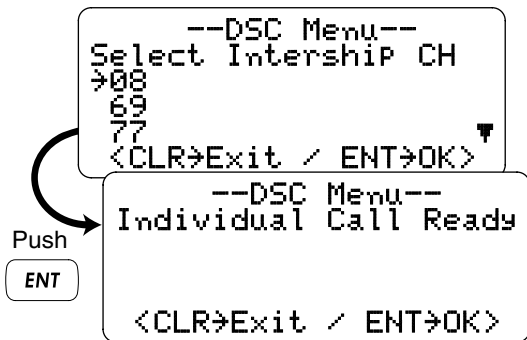 --DSC Menu--
Select Intership CH
→08
69
77
<CLR→Exit / ENT→OK>
Push
ENT
--DSC Menu--
Individual Call Ready
<CLR→Exit / ENT→OK>